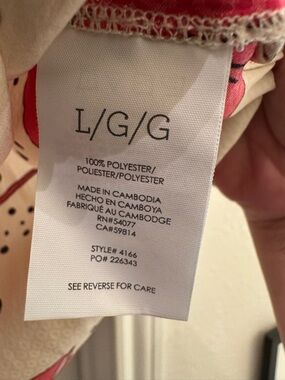 L/G/G
100% POLYESTER/
POLIESTER/POLYESTER
MADE IN CAMBODIA
HECHO EN CAMBOYA
FABRIQUÉ AU CAMBODGE
RN#54077
CA#59814
STYLE# 4166
PO# 226343
SEE REVERSE FOR CARE